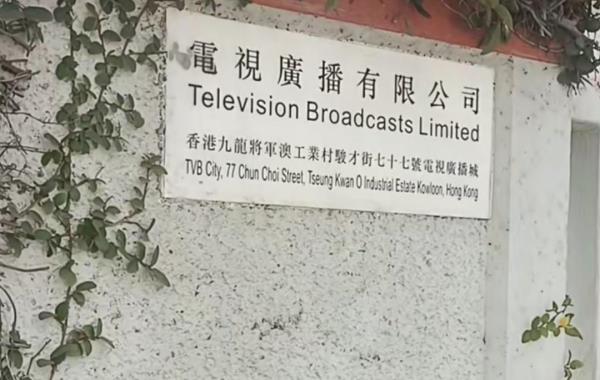 電視廣播有限公司
Television Broadcasts Limited
香港九龍將軍澳工業村駿才街七十七號電視廣播城
TVB City, 77 Chun Choi Street, Tseung Kwan O Industrial Estate Kowloon, Hong Kong